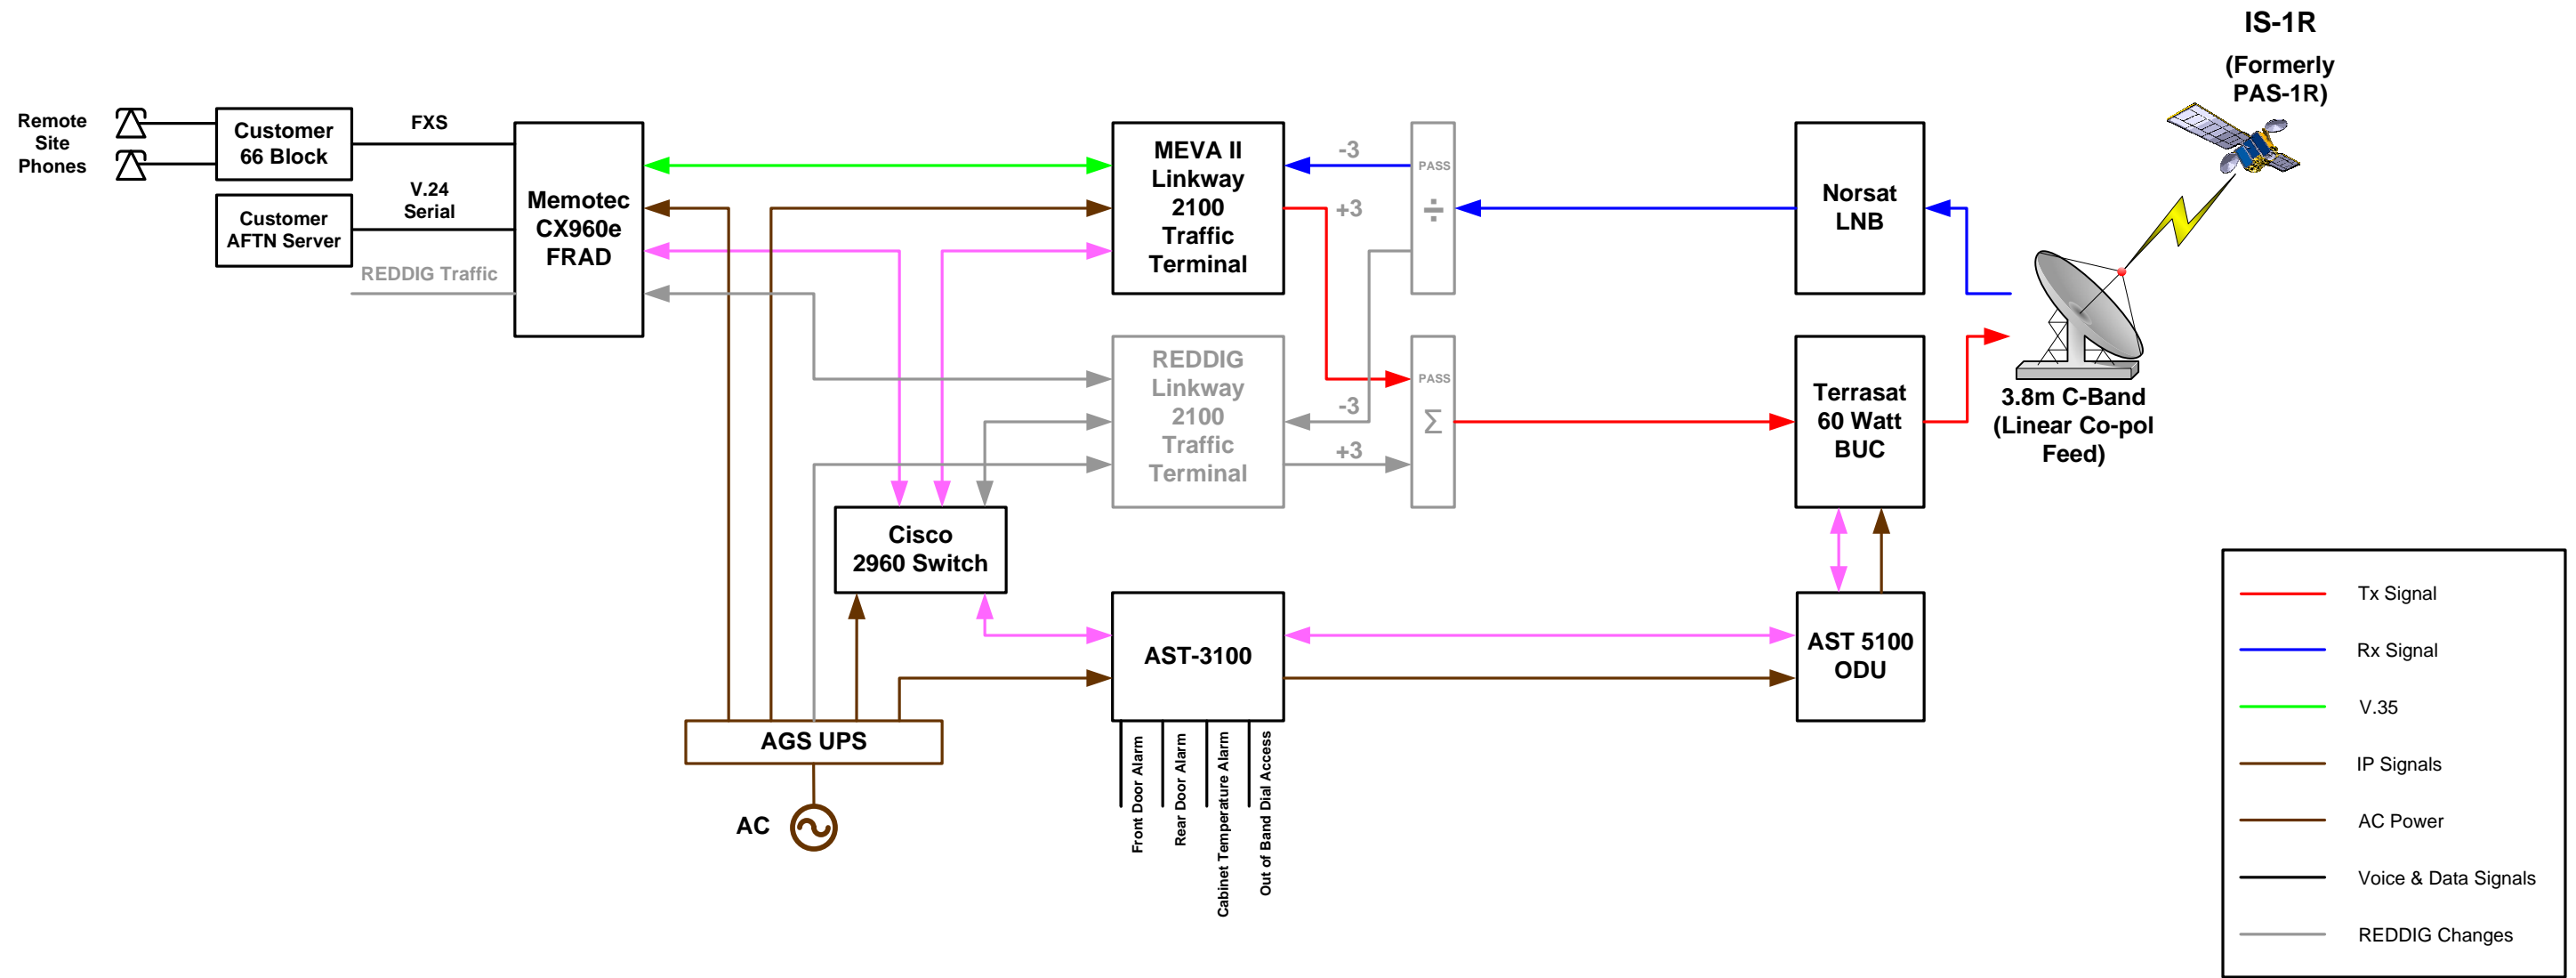 IS-1R
(Formerly
PAS-1R)
Remote
Site
Phones
Customer
66 Block
FXS
Customer
AFTN Server
V.24
Serial
REDDIG Traffic
Memotec
CX960e
FRAD
MEVA II
Linkway
2100
Traffic
Terminal
-3
+3
PASS
÷
Norsat
LNB
REDDIG
Linkway
2100
Traffic
Terminal
-3
+3
PASS
Σ
Terrasat
60 Watt
BUC
3.8m C-Band
(Linear Co-pol
Feed)
Cisco
2960 Switch
AST-3100
AST 5100
ODU
AGS UPS
AC
Front Door Alarm
Rear Door Alarm
Cabinet Temperature Alarm
Out of Band Dial Access
Tx Signal
Rx Signal
V.35
IP Signals
AC Power
Voice & Data Signals
REDDIG Changes